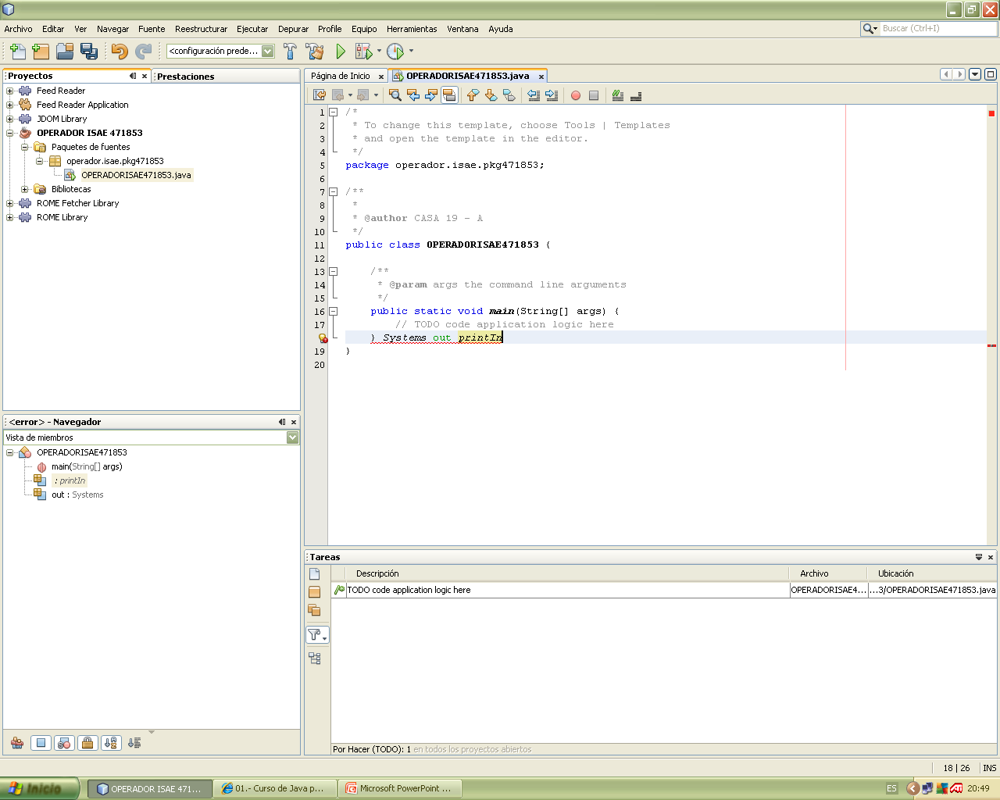 Archivo Editar Ver Navegar Fuente Reestructurar Ejecutar Depurar Profile Equipo Herramientas Ventana Ayuda
Buscar (Ctrl+I)
<configuración prede...
Proyectos
Prestaciones
Feed Reader
Feed Reader Application
JDOM Library
OPERADOR ISAE 471853
Paquetes de fuentes
operador.isae.pkg471853
OPERADORISAE471853.java
Bibliotecas
ROME Fetcher Library
ROME Library
<error> - Navegador
Vista de miembros
OPERADORISAE471853
main(String[] args)
: printIn
out : Systems
Página de Inicio
OPERADORISAE471853.java
1 /*
2 * To change this template, choose Tools | Templates
3 * and open the template in the editor.
4 */
5 package operador.isae.pkg471853;
6
7 /**
8 *
9 * @author CASA 19 - A
10 */
11 public class OPERADORISAE471853 {
12
13 /**
14 * @param args the command line arguments
15 */
16 public static void main(String[] args) {
17 // TODO code application logic here
} Systems out printIn
19 }
20
Tareas
Descripción Archivo Ubicación
TODO code application logic here OPERADORISAE4... ...3/OPERADORISAE471853.java
Por Hacer (TODO): 1 en todos los proyectos abiertos
18 | 26 INS
Inicio
OPERADOR ISAE 471...
01.- Curso de Java p...
Microsoft PowerPoint ...
ES
20:49